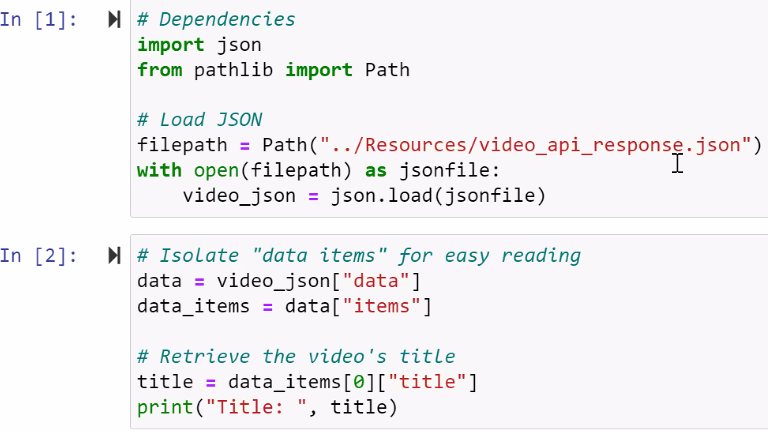 In [1]:
# Dependencies
import json
from pathlib import Path
# Load JSON
filepath = Path("../Resources/video_api_response.json")
with open(filepath) as jsonfile:
    video_json = json.load(jsonfile)
In [2]:
# Isolate "data items" for easy reading
data = video_json["data"]
data_items = data["items"]
# Retrieve the video's title
title = data_items[0]["title"]
print("Title: ", title)